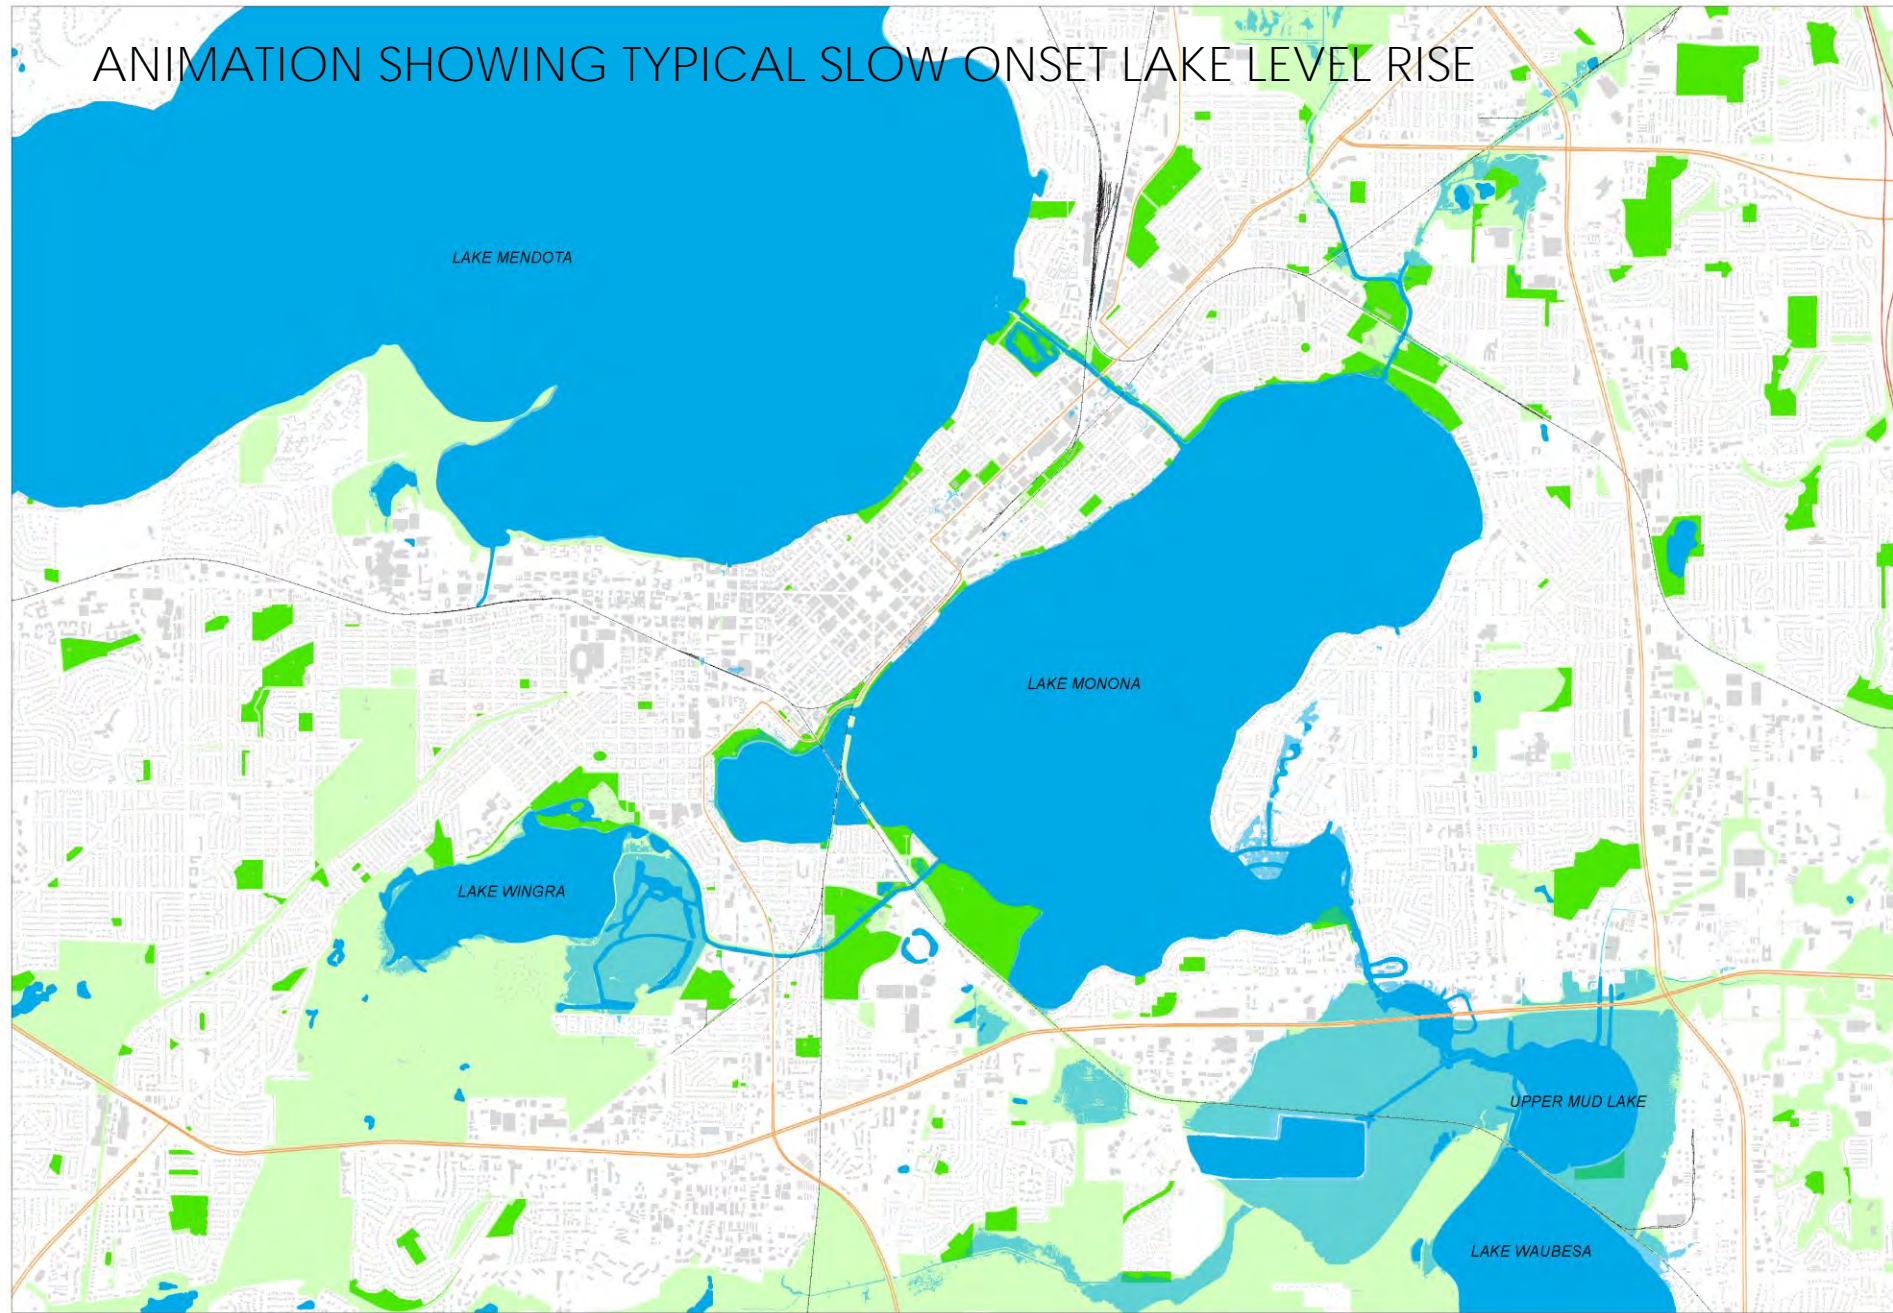 ANIMATION SHOWING TYPICAL SLOW ONSET LAKE LEVEL RISE
LAKE MENDOTA
LAKE MONONA
LAKE WINGRA
UPPER MUD LAKE
LAKE WAUBESA